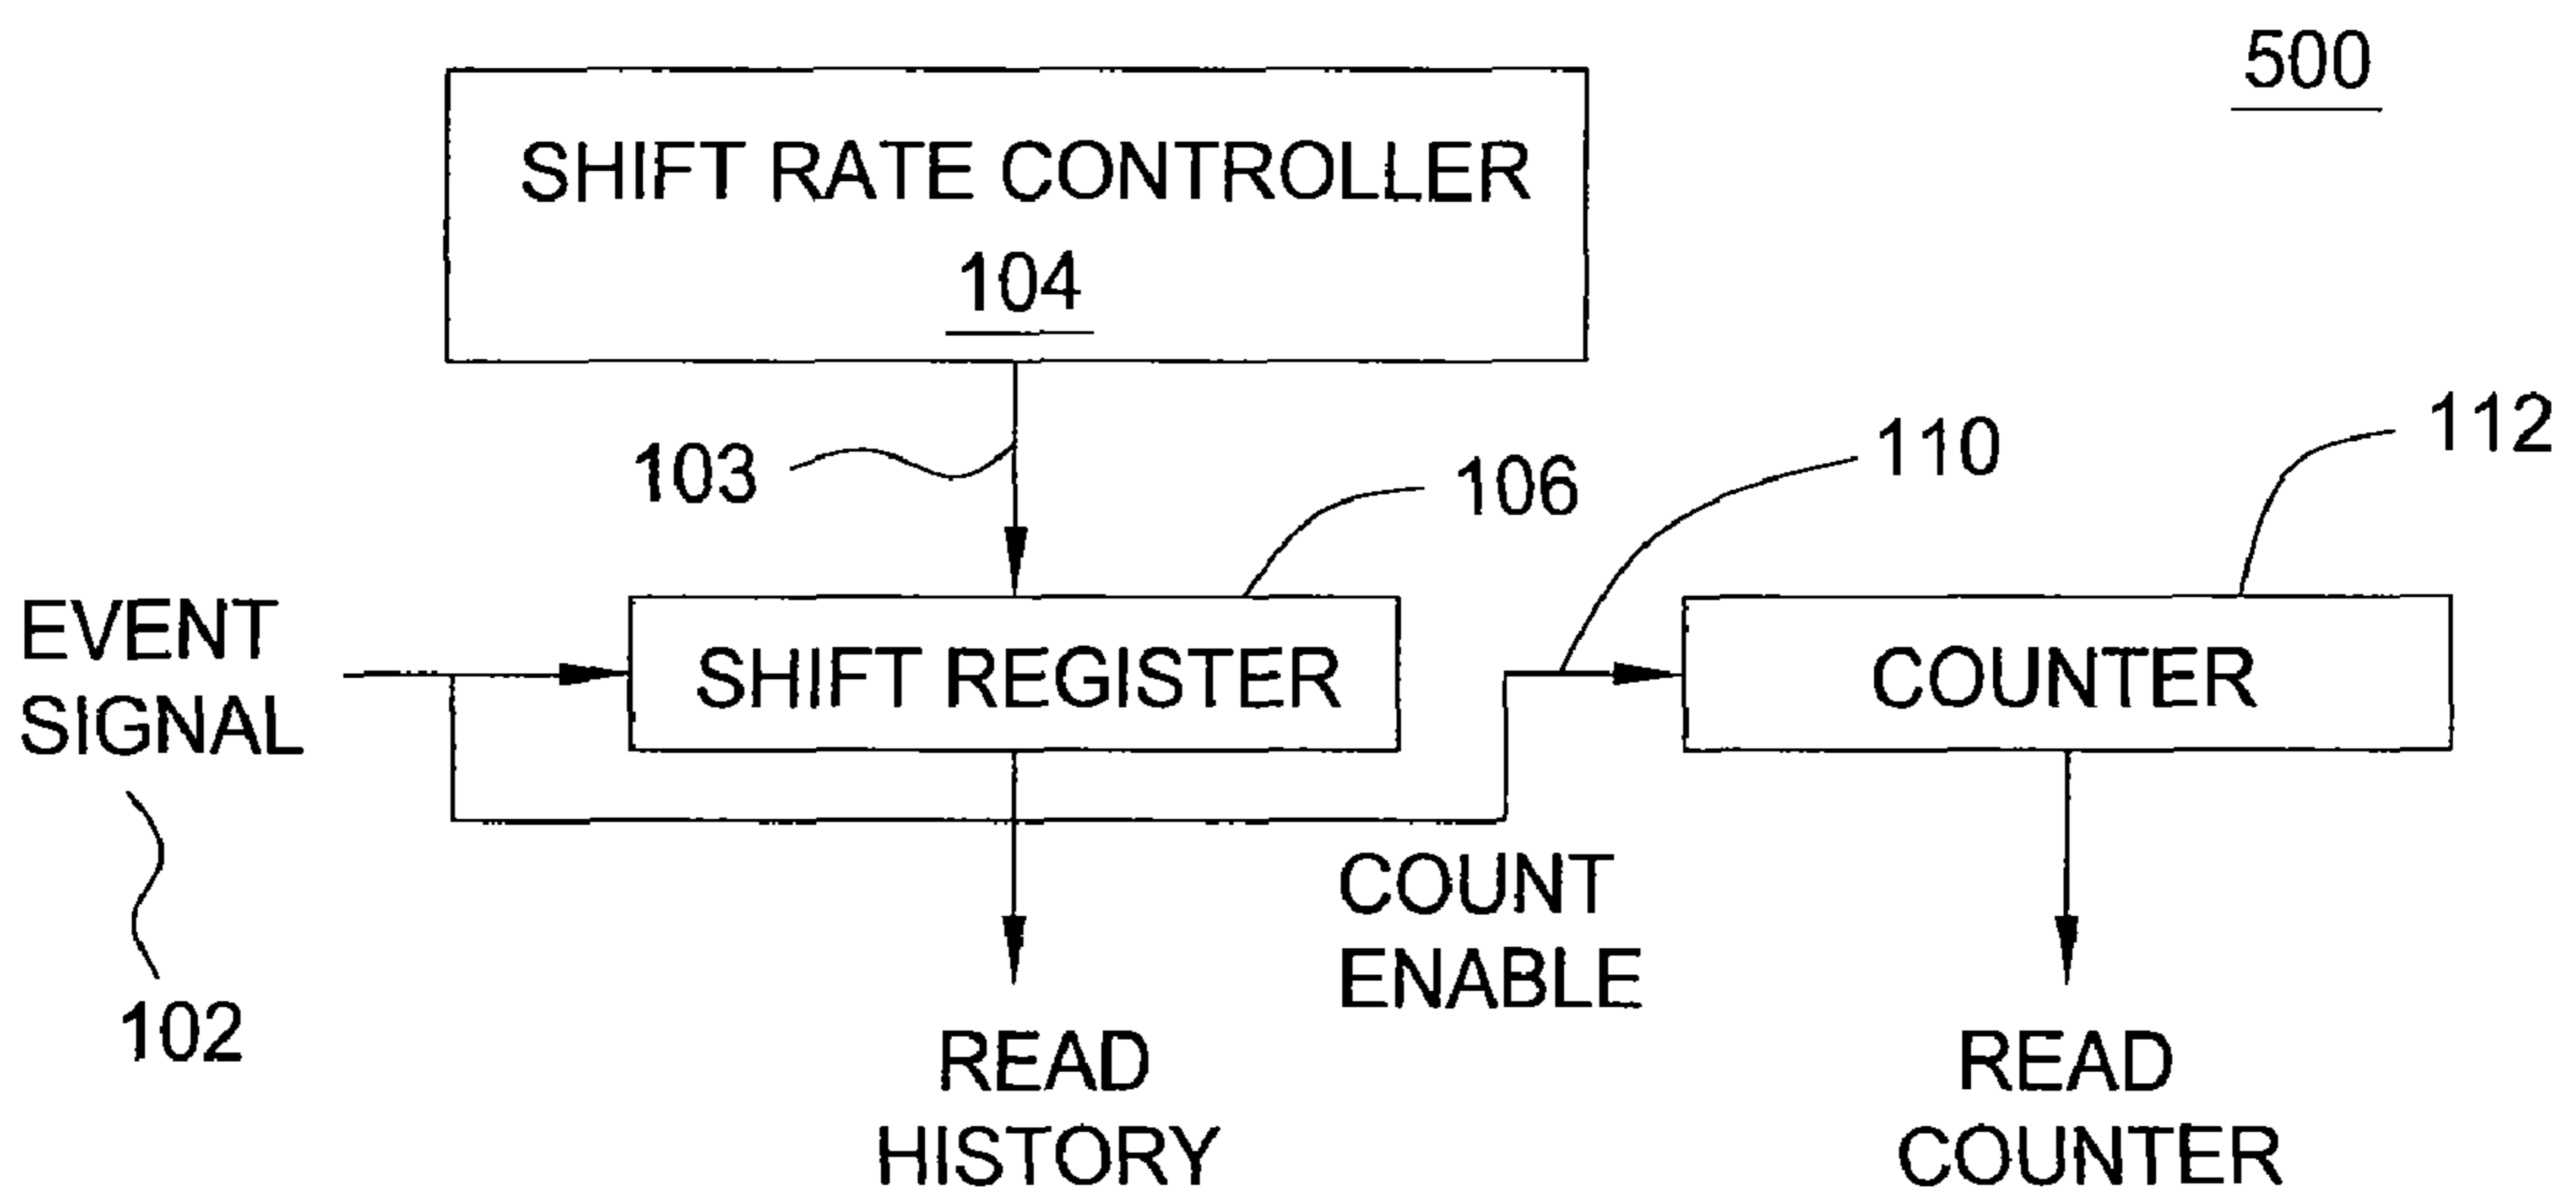 500
SHIFT RATE CONTROLLER
104
103
106
110
112
EVENT
SIGNAL
SHIFT REGISTER
COUNTER
102
COUNT
ENABLE
READ
HISTORY
READ
COUNTER